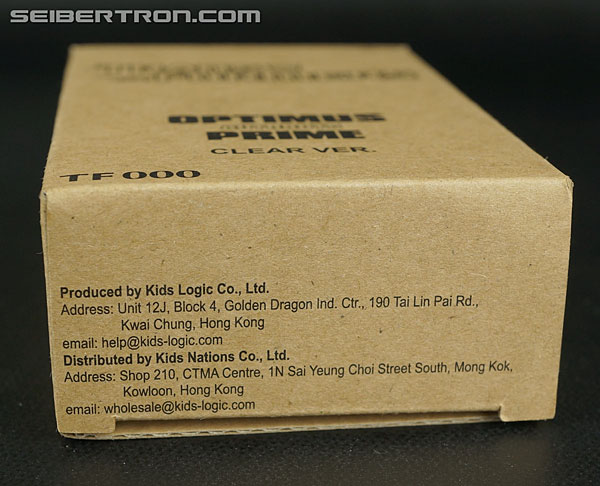 SEIBERTRON.COM
OPTIMUS
PRIME
CLEAR VER.
TF 000
Produced by Kids Logic Co., Ltd.
Address: Unit 12J, Block 4, Golden Dragon Ind. Ctr., 190 Tai Lin Pai Rd.,
Kwai Chung, Hong Kong
email: help@kids-logic.com
Distributed by Kids Nations Co., Ltd.
Address: Shop 210, CTMA Centre, 1N Sai Yeung Choi Street South, Mong Kok,
Kowloon, Hong Kong
email: wholesale@kids-logic.com